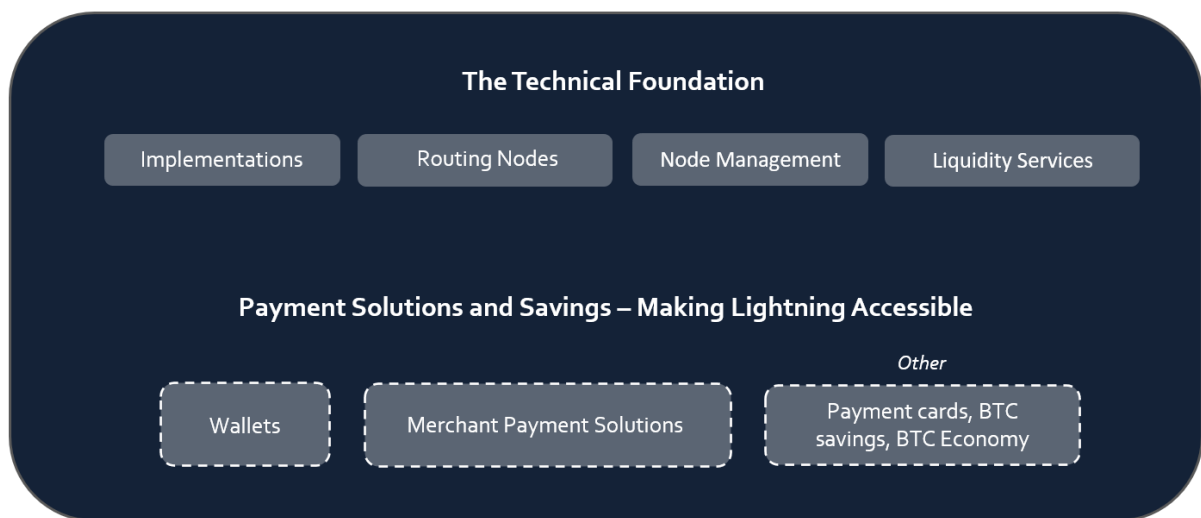 The Technical Foundation
Implementations
Routing Nodes
Node Management
Liquidity Services
Payment Solutions and Savings – Making Lightning Accessible
Other
Wallets
Merchant Payment Solutions
Payment cards, BTC
savings, BTC Economy